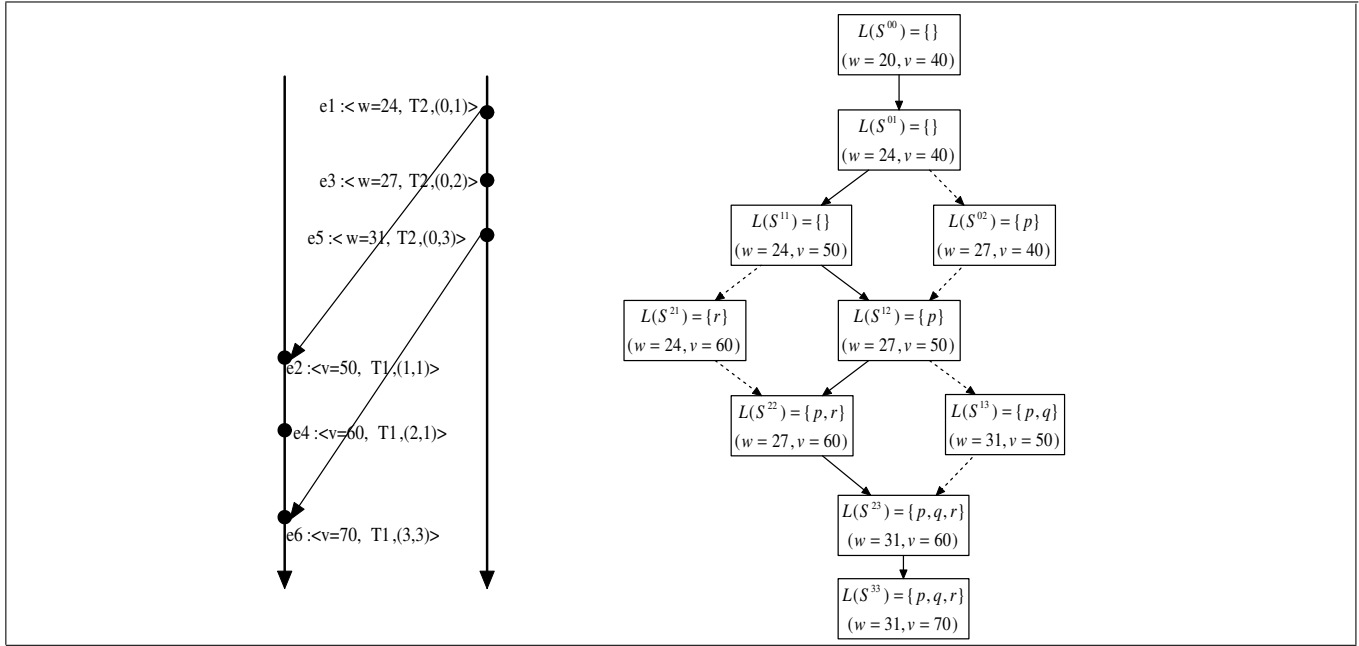 e1 :< w=24, T2,(0,1)>
e3 :< w=27, T2,(0,2)>
e5 :< w=31, T2,(0,3)>
e2 :<v=50, T1,(1,1)>
e4 :<v=60, T1,(2,1)>
e6 :<v=70, T1,(3,3)>
L(S^{00}) = {}
(w = 20, v = 40)
L(S^{01}) = {}
(w = 24, v = 40)
L(S^{11}) = {}
(w = 24, v = 50)
L(S^{02}) = {p}
(w = 27, v = 40)
L(S^{21}) = {r}
(w = 24, v = 60)
L(S^{12}) = {p}
(w = 27, v = 50)
L(S^{22}) = {p, r}
(w = 27, v = 60)
L(S^{13}) = {p, q}
(w = 31, v = 50)
L(S^{23}) = {p, q, r}
(w = 31, v = 60)
L(S^{33}) = {p, q, r}
(w = 31, v = 70)